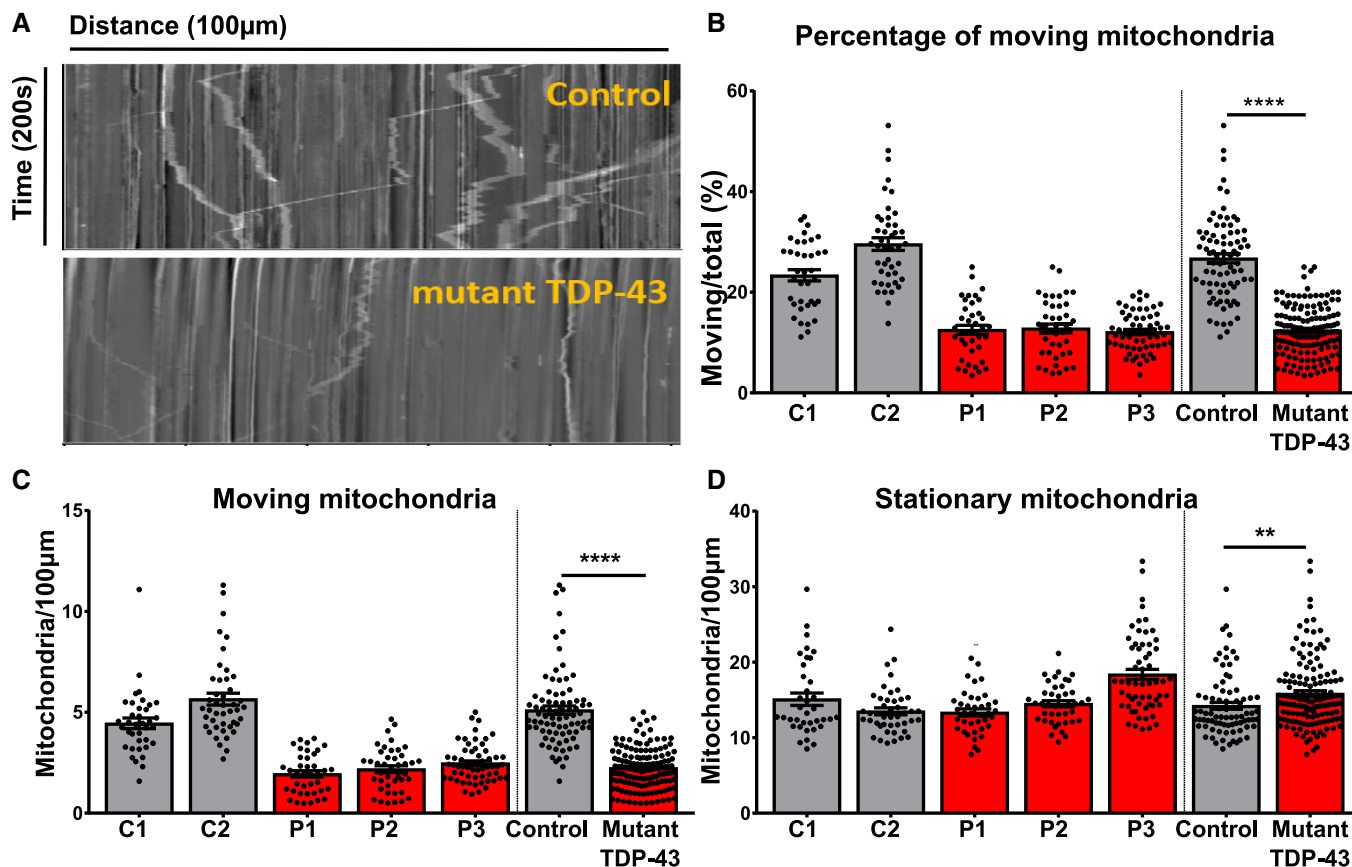 A
Distance (100µm)
Time (200s)
Control
mutant TDP-43
B
Percentage of moving mitochondria
Moving/total (%)
60
40
20
0
****
C1 C2 P1 P2 P3 Control Mutant
TDP-43
C
Moving mitochondria
Mitochondria/100µm
15
10
5
0
****
C1 C2 P1 P2 P3 Control Mutant
TDP-43
D
Stationary mitochondria
Mitochondria/100µm
40
30
20
10
0
**
C1 C2 P1 P2 P3 Control Mutant
TDP-43